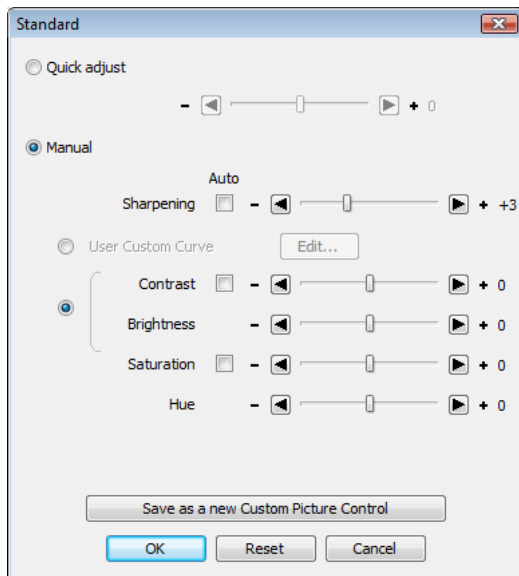 Standard
Quick adjust
- + 0
Manual
Auto
Sharpening - + +3
User Custom Curve Edit...
Contrast - + 0
Brightness - + 0
Saturation - + 0
Hue - + 0
Save as a new Custom Picture Control
OK Reset Cancel